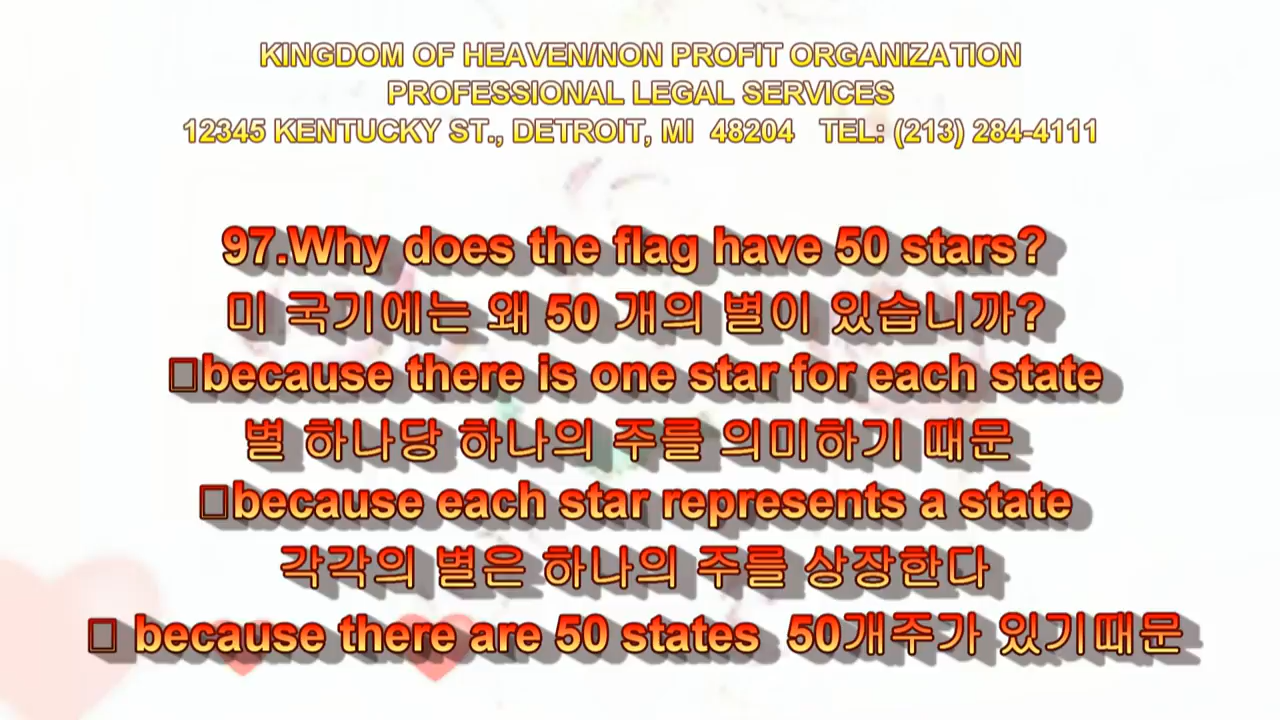 KINGDOM OF HEAVEN/NON PROFIT ORGANIZATION
PROFESSIONAL LEGAL SERVICES
12345 KENTUCKY ST., DETROIT, MI  48204   TEL: (213) 284-4111
97.Why does the flag have 50 stars?
미 국기에는 왜 50 개의 별이 있습니까?
□because there is one star for each state
별 하나당 하나의 주를 의미하기 때문
□because each star represents a state
각각의 별은 하나의 주를 상장한다
□ because there are 50 states  50개주가 있기때문